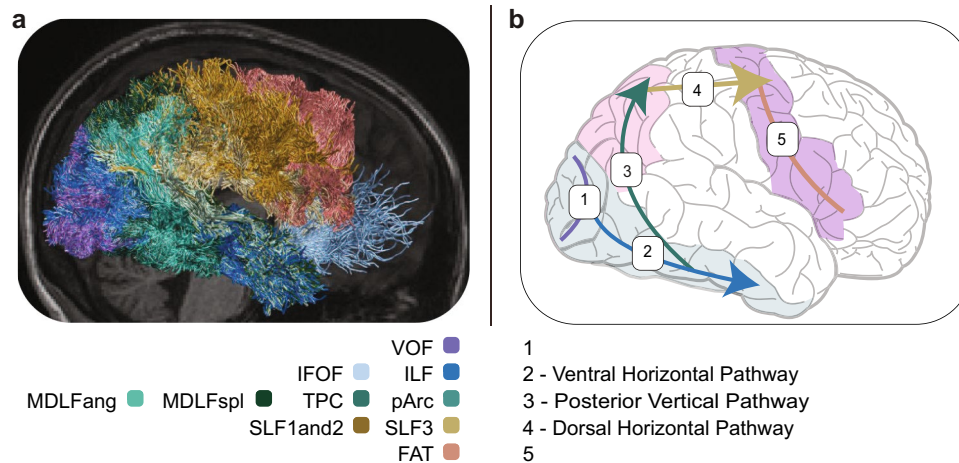 a
b
1
2
3
4
5
VOF
IFOF ILF
MDLFang MDLFspl TPC pArc
SLF1and2 SLF3
FAT
1
2 - Ventral Horizontal Pathway
3 - Posterior Vertical Pathway
4 - Dorsal Horizontal Pathway
5